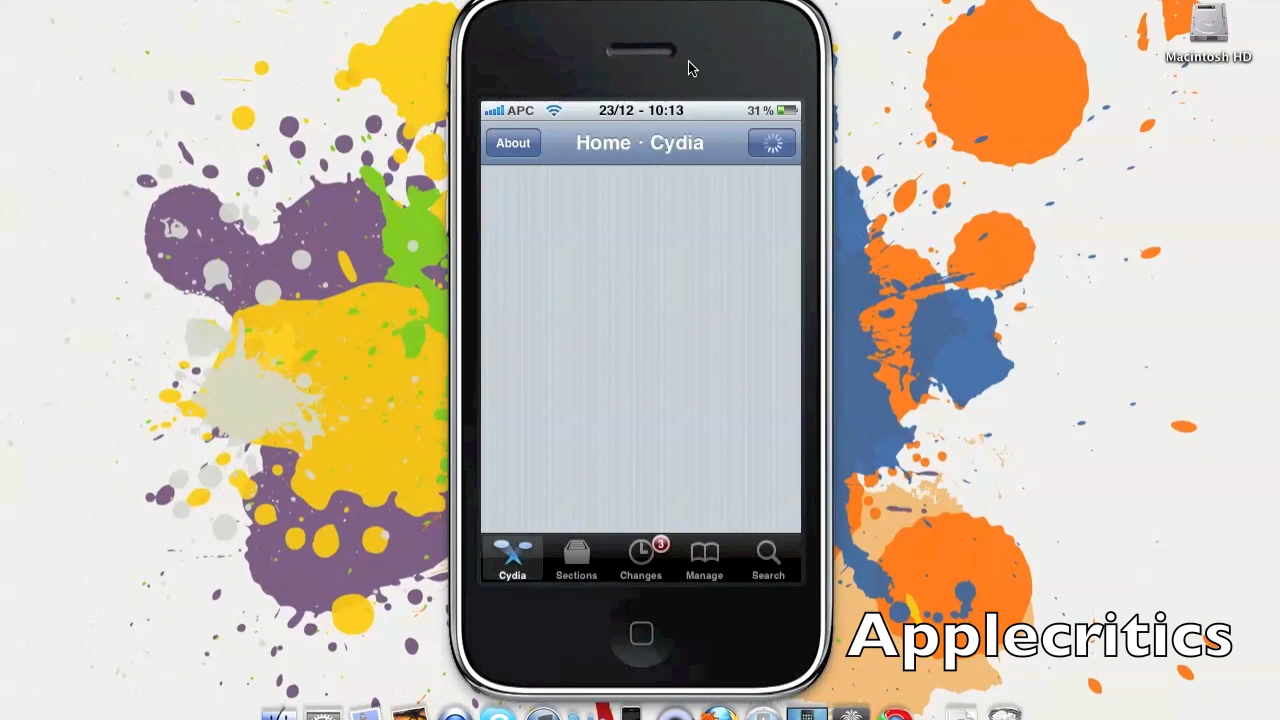 Macintosh HD
APC 23/12 - 10:13 31%
About Home · Cydia
3
Cydia Sections Changes Manage Search
Applecritics